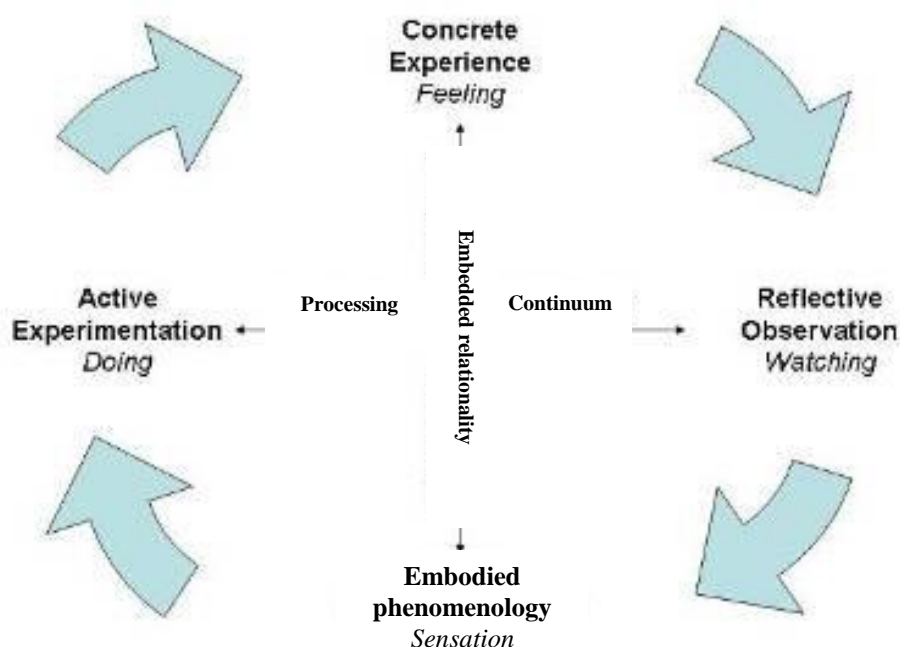 Concrete
Experience
Feeling
Embedded relationality
Processing
Continuum
Active
Experimentation
Doing
Reflective
Observation
Watching
Embodied
phenomenology
Sensation